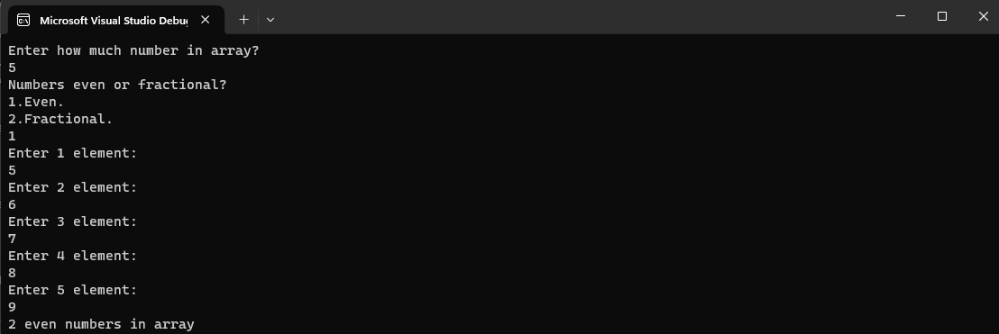 Microsoft Visual Studio Debug
Enter how much number in array?
5
Numbers even or fractional?
1.Even.
2.Fractional.
1
Enter 1 element:
5
Enter 2 element:
6
Enter 3 element:
7
Enter 4 element:
8
Enter 5 element:
9
2 even numbers in array